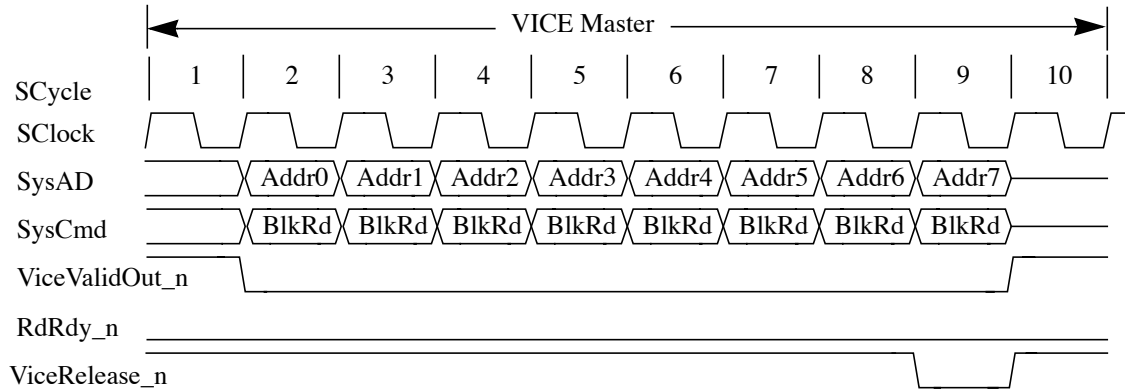 VICE Master
SCycle 1 2 3 4 5 6 7 8 9 10
SClock
SysAD Addr0 Addr1 Addr2 Addr3 Addr4 Addr5 Addr6 Addr7
SysCmd BlkRd BlkRd BlkRd BlkRd BlkRd BlkRd BlkRd BlkRd
ViceValidOut_n
RdRdy_n
ViceRelease_n